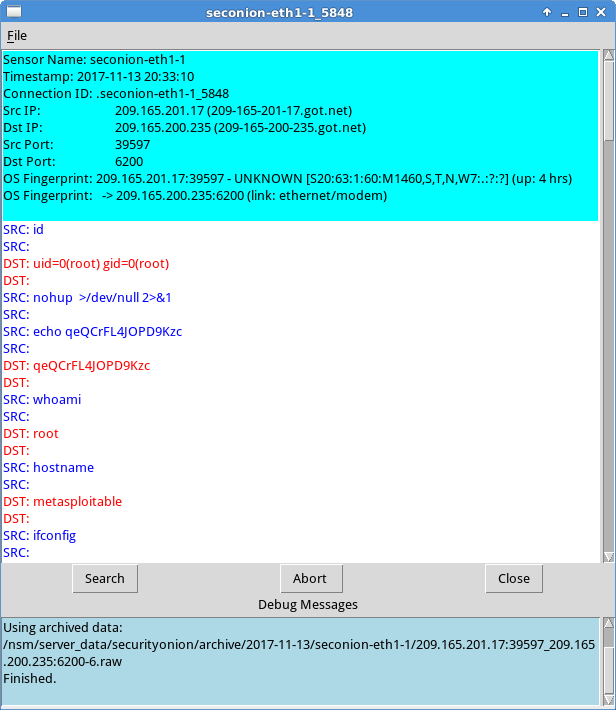 seconion-eth1-1_5848
File
Sensor Name: seconion-eth1-1
Timestamp: 2017-11-13 20:33:10
Connection ID: .seconion-eth1-1_5848
Src IP: 209.165.201.17 (209-165-201-17.got.net)
Dst IP: 209.165.200.235 (209-165-200-235.got.net)
Src Port: 39597
Dst Port: 6200
OS Fingerprint: 209.165.201.17:39597 - UNKNOWN [S20:63:1:60:M1460,S,T,N,W7:.:?:?] (up: 4 hrs)
OS Fingerprint: -> 209.165.200.235:6200 (link: ethernet/modem)
SRC: id
SRC:
DST: uid=0(root) gid=0(root)
DST:
SRC: nohup >/dev/null 2>&1
SRC:
SRC: echo qeQCrFL4JOPD9Kzc
SRC:
DST: qeQCrFL4JOPD9Kzc
DST:
SRC: whoami
SRC:
DST: root
DST:
SRC: hostname
SRC:
DST: metasploitable
DST:
SRC: ifconfig
SRC:
Search Abort Close
Debug Messages
Using archived data:
/nsm/server_data/securityonion/archive/2017-11-13/seconion-eth1-1/209.165.201.17:39597_209.165
.200.235:6200-6.raw
Finished.